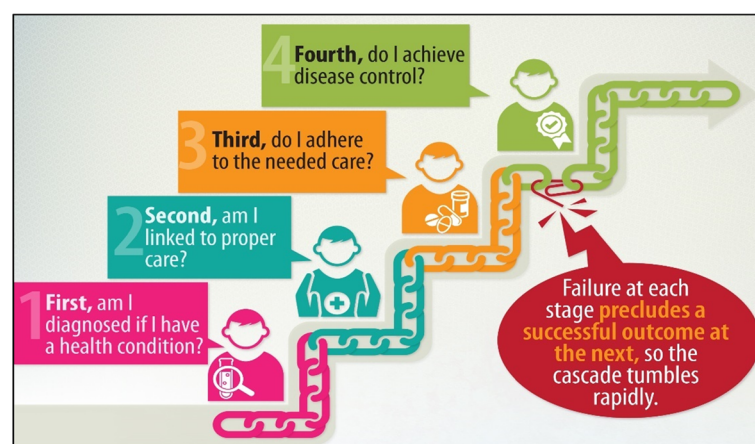 4 Fourth, do I achieve
disease control?
3 Third, do I adhere
to the needed care?
2 Second, am I
linked to proper
care?
1 First, am I
diagnosed if I have
a health condition?
Failure at each
stage precludes a
successful outcome at
the next, so the
cascade tumbles
rapidly.